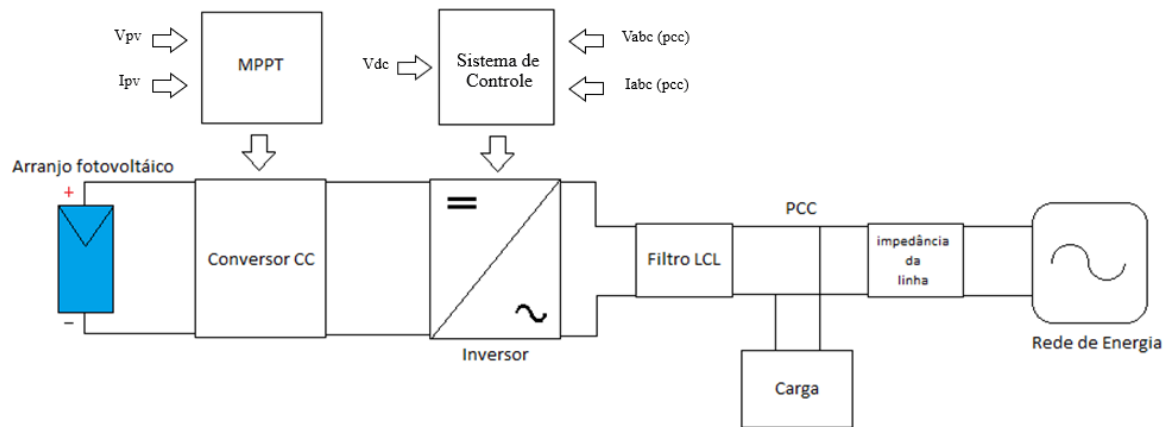 Vpv
Ipv
MPPT
Vdc
Sistema de
Controle
Vabc (pcc)
Iabc (pcc)
Arranjo fotovoltáico
+
−
Conversor CC
Inversor
Filtro LCL
PCC
impedância
da
linha
Carga
Rede de Energia